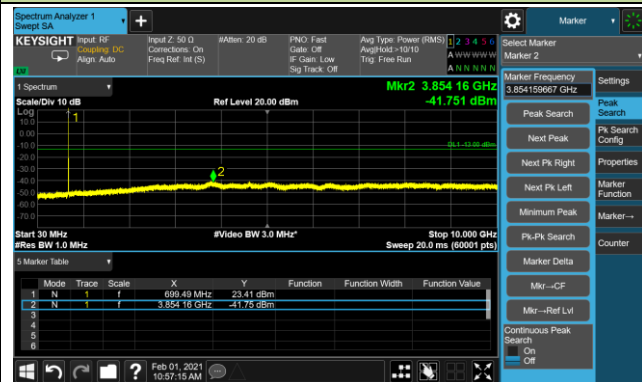 Spectrum Analyzer 1
Swept SA
Marker
KEYSIGHT
Input: RF
Coupling: DC
Align: Auto
Input Z: 50 Ω
Corrections: On
Freq Ref: Int (S)
#Atten: 20 dB
PNO: Fast
Gate: Off
IF Gain: Low
Sig Track: Off
Avg Type: Power (RMS)
Avg|Hold:>10/10
Trig: Free Run
1 2 3 4 5 6
A W W W W W
A N N N N N
LXI
Select Marker
Marker 2
Marker Frequency
3.854159667 GHz
Peak Search
Next Peak
Next Pk Right
Next Pk Left
Minimum Peak
Pk-Pk Search
Marker Delta
Mkr→CF
Mkr→Ref Lvl
Continuous Peak
Search
On
Off
Settings
Peak
Search
Pk Search
Config
Properties
Marker
Function
Marker→
Counter
1 Spectrum
Scale/Div 10 dB
Ref Level 20.00 dBm
Mkr2 3.854 16 GHz
-41.751 dBm
Log
10.0
0.00
-10.0
-20.0
-30.0
-40.0
-50.0
-60.0
-70.0
1
2
DL1 -13.00 dBm
Start 30 MHz
#Res BW 1.0 MHz
#Video BW 3.0 MHz*
Stop 10.000 GHz
Sweep 20.0 ms (60001 pts)
5 Marker Table
Mode Trace Scale X Y Function Function Width Function Value
1 N 1 f 699.49 MHz 23.41 dBm
2 N 1 f 3.854 16 GHz -41.75 dBm
3
4
5
6
?
Feb 01, 2021
10:57:15 AM